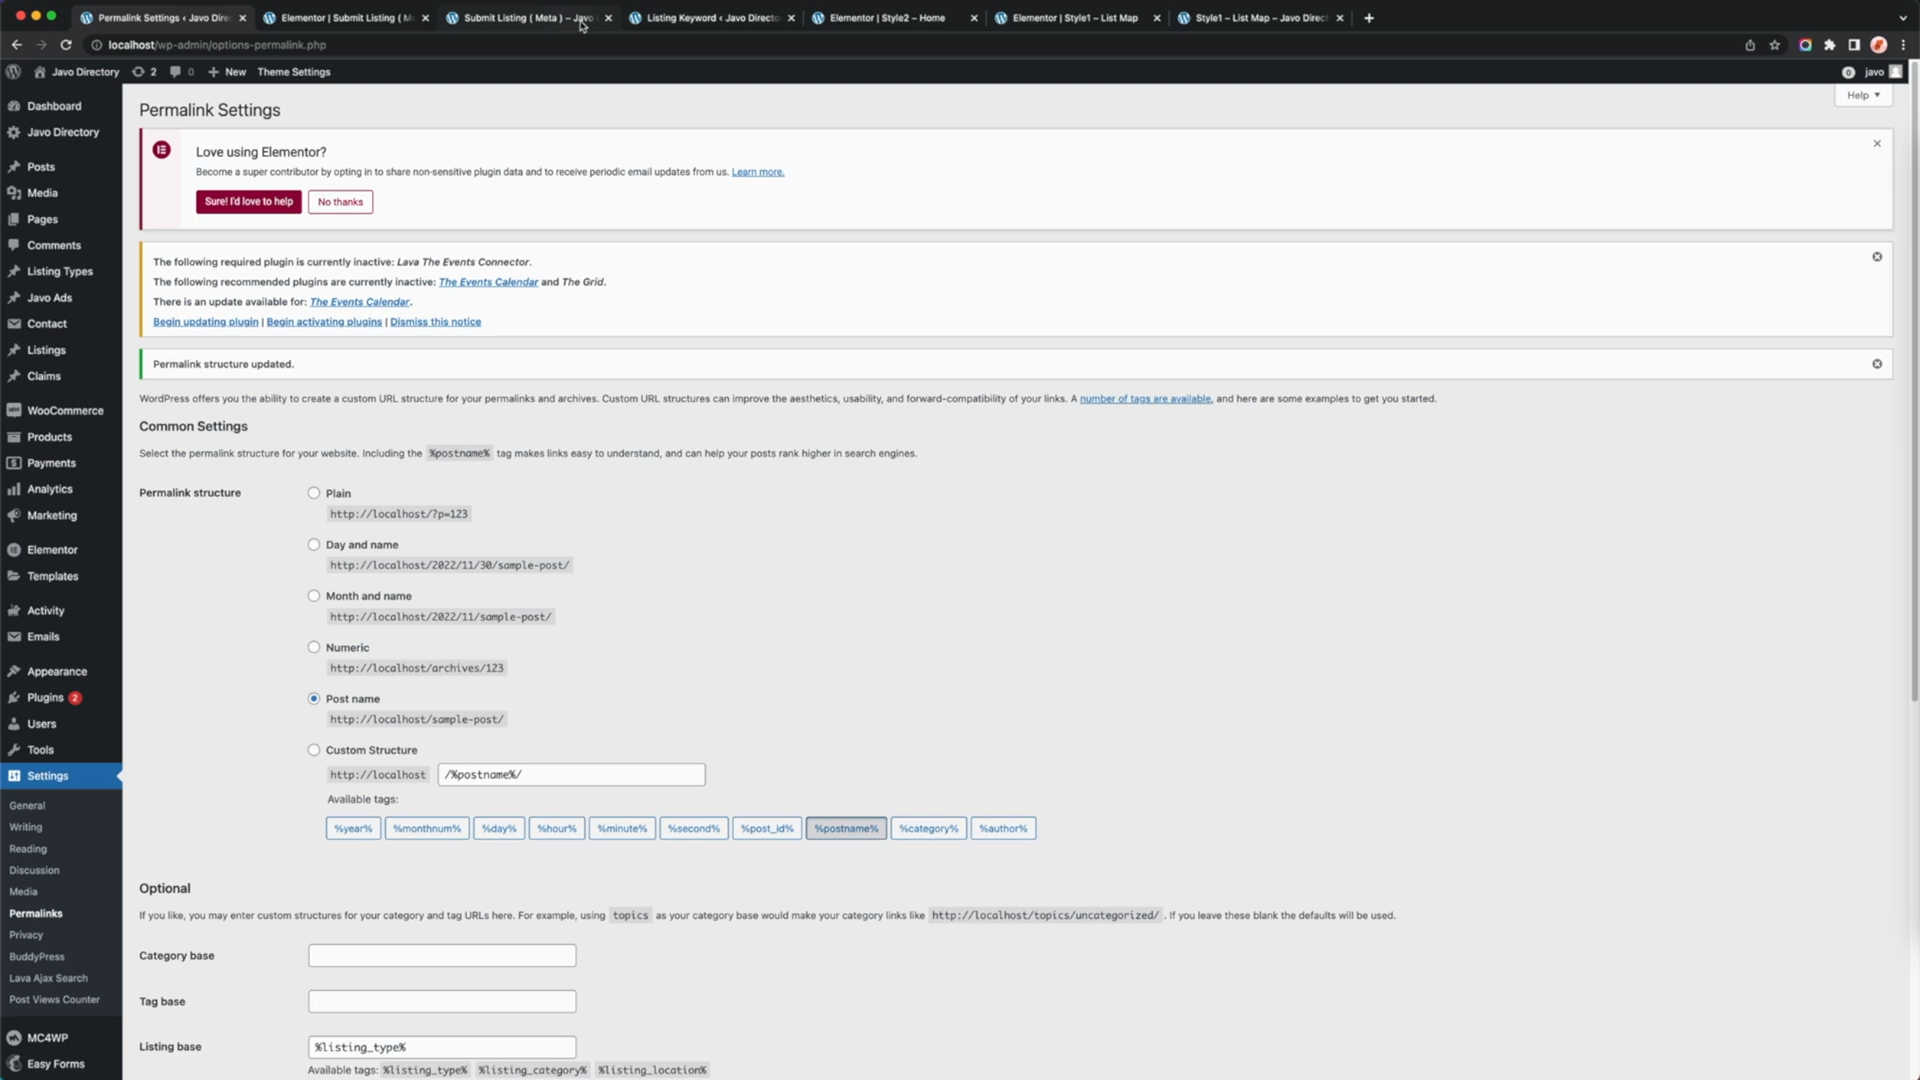 Permalink Settings ‹ Javo Dire
Elementor | Submit Listing ( M
Submit Listing ( Meta ) – Javo
Listing Keyword ‹ Javo Directo
Elementor | Style2 – Home
Elementor | Style1 – List Map
Style1 – List Map – Javo Direct
localhost/wp-admin/options-permalink.php
Javo Directory
2
0
New
Theme Settings
0
javo
Help
Dashboard
Javo Directory
Posts
Media
Pages
Comments
Listing Types
Javo Ads
Contact
Listings
Claims
WooCommerce
Products
Payments
Analytics
Marketing
Elementor
Templates
Activity
Emails
Appearance
Plugins 2
Users
Tools
Settings
General
Writing
Reading
Discussion
Media
Permalinks
Privacy
BuddyPress
Lava Ajax Search
Post Views Counter
MC4WP
Easy Forms
Permalink Settings
Love using Elementor?
Become a super contributor by opting in to share non-sensitive plugin data and to receive periodic email updates from us. Learn more.
Sure! I'd love to help
No thanks
The following required plugin is currently inactive: Lava The Events Connector.
The following recommended plugins are currently inactive: The Events Calendar and The Grid.
There is an update available for: The Events Calendar.
Begin updating plugin | Begin activating plugins | Dismiss this notice
Permalink structure updated.
WordPress offers you the ability to create a custom URL structure for your permalinks and archives. Custom URL structures can improve the aesthetics, usability, and forward-compatibility of your links. A number of tags are available, and here are some examples to get you started.
Common Settings
Select the permalink structure for your website. Including the %postname% tag makes links easy to understand, and can help your posts rank higher in search engines.
Permalink structure
Plain
http://localhost/?p=123
Day and name
http://localhost/2022/11/30/sample-post/
Month and name
http://localhost/2022/11/sample-post/
Numeric
http://localhost/archives/123
Post name
http://localhost/sample-post/
Custom Structure
http://localhost /%postname%/
Available tags:
%year% %monthnum% %day% %hour% %minute% %second% %post_id% %postname% %category% %author%
Optional
If you like, you may enter custom structures for your category and tag URLs here. For example, using topics as your category base would make your category links like http://localhost/topics/uncategorized/ . If you leave these blank the defaults will be used.
Category base
Tag base
Listing base
%listing_type%
Available tags: %listing_type% %listing_category% %listing_location%